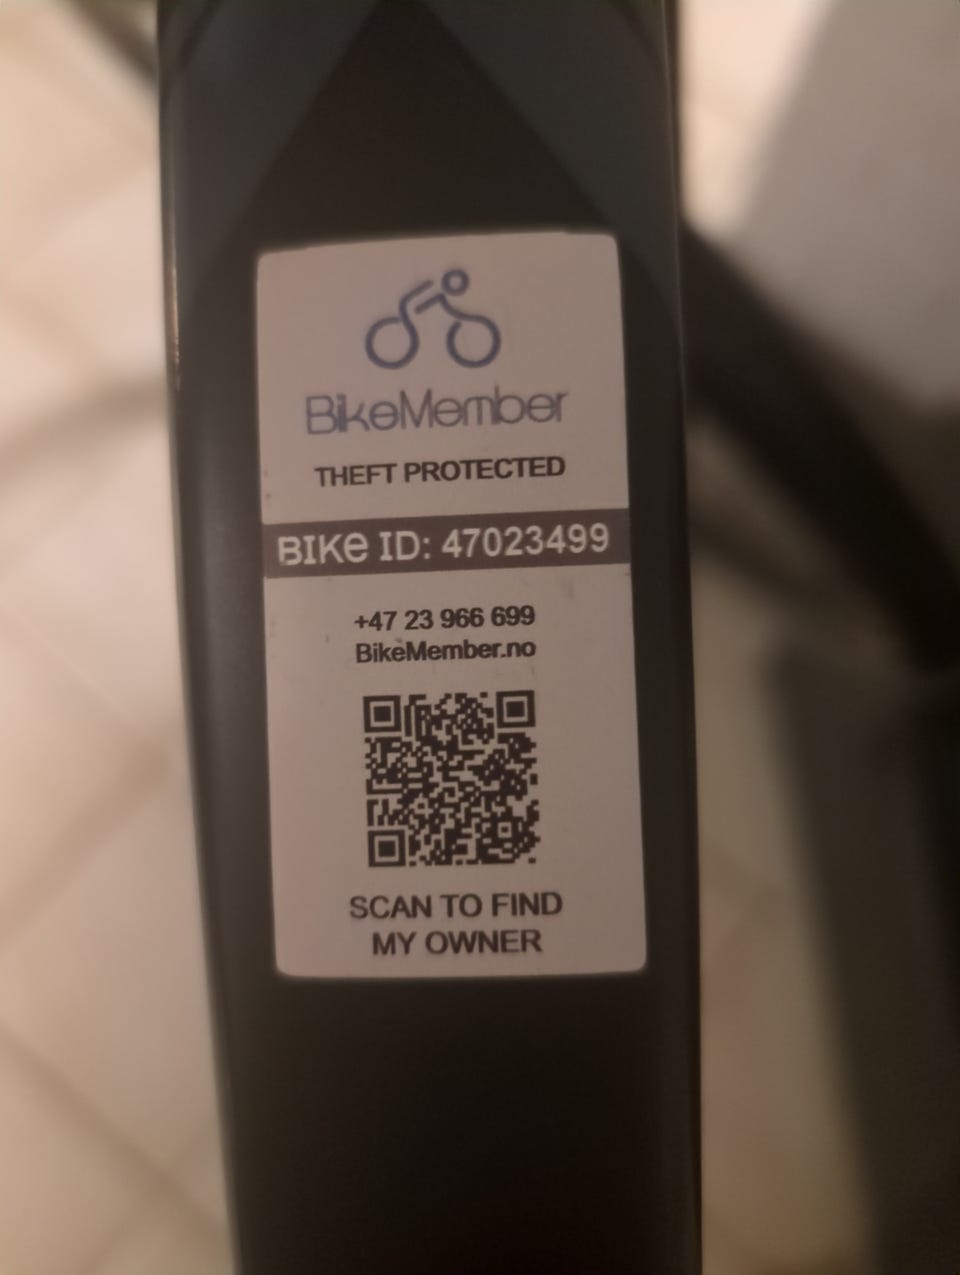 BikeMember
THEFT PROTECTED
BIKe ID: 47023499
+47 23 966 699
BikeMember.no
SCAN TO FIND
MY OWNER